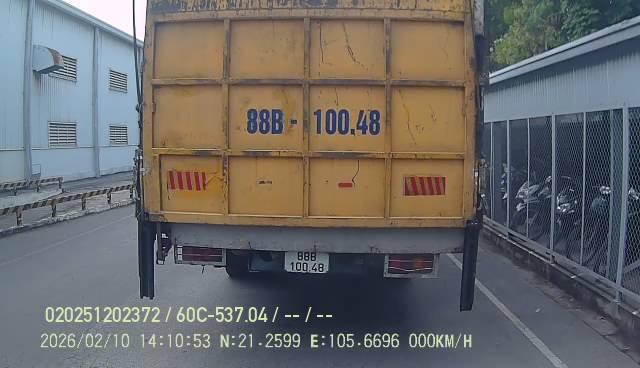 88B - 100.48
88B
100.48
020251202372 / 60C-537.04 / -- / --
2026/02/10 14:10:53 N:21.2599 E:105.6696 000KM/H